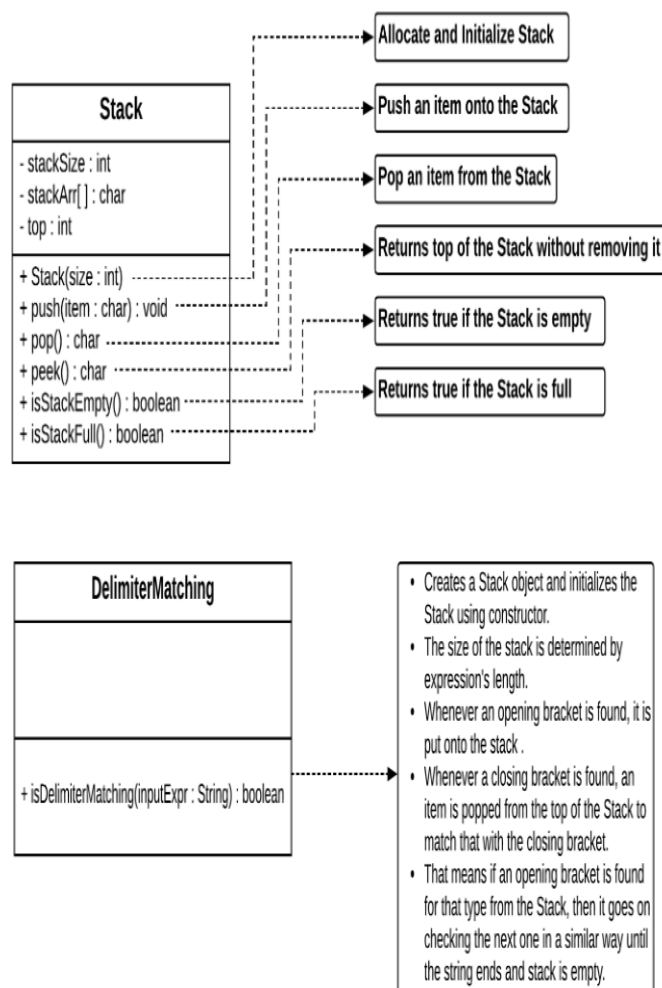 Stack
- stackSize : int
- stackArr[ ] : char
- top : int
+ Stack(size : int)
+ push(item : char) : void
+ pop() : char
+ peek() : char
+ isStackEmpty() : boolean
+ isStackFull() : boolean
Allocate and Initialize Stack
Push an item onto the Stack
Pop an item from the Stack
Returns top of the Stack without removing it
Returns true if the Stack is empty
Returns true if the Stack is full
DelimiterMatching
+ isDelimiterMatching(inputExpr : String) : boolean
• Creates a Stack object and initializes the
Stack using constructor.
• The size of the stack is determined by
expression's length.
• Whenever an opening bracket is found, it is
put onto the stack .
• Whenever a closing bracket is found, an
item is popped from the top of the Stack to
match that with the closing bracket.
• That means if an opening bracket is found
for that type from the Stack, then it goes on
checking the next one in a similar way until
the string ends and stack is empty.